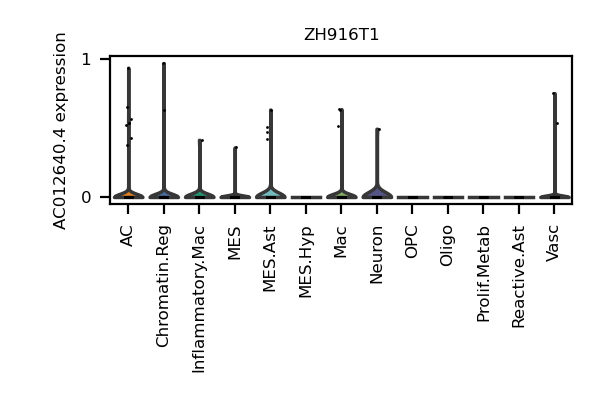 ZH916T1
AC012640.4 expression
1
0
AC
Chromatin.Reg
Inflammatory.Mac
MES
MES.Ast
MES.Hyp
Mac
Neuron
OPC
Oligo
Prolif.Metab
Reactive.Ast
Vasc